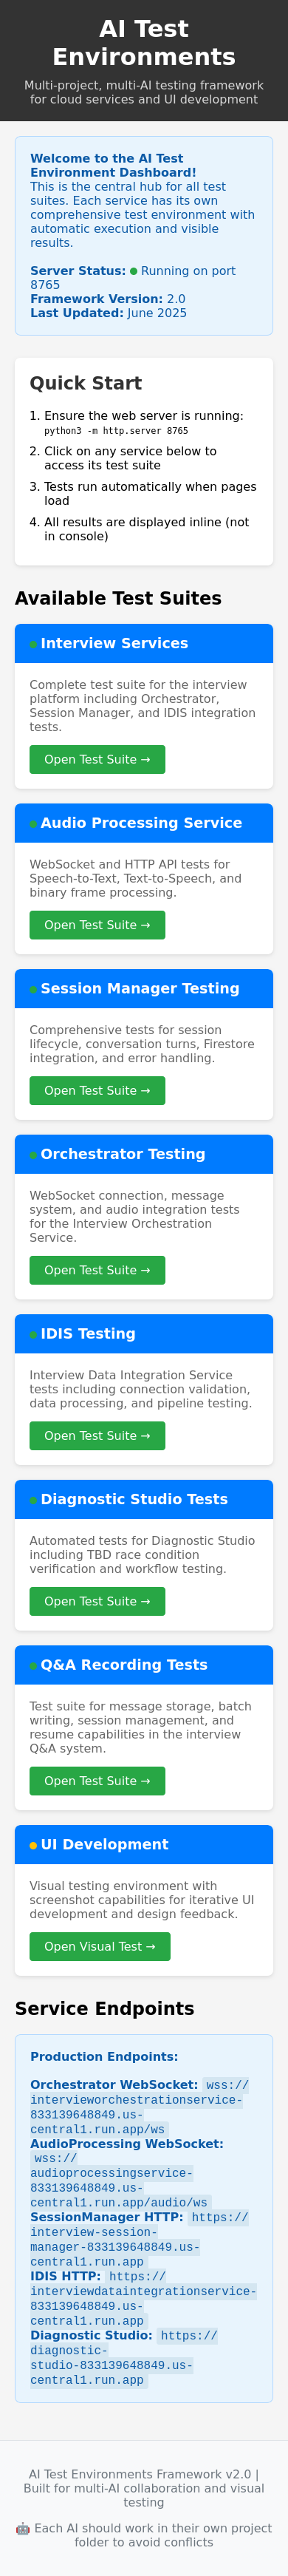 AI Test
Environments
Multi-project, multi-AI testing framework
for cloud services and UI development
Welcome to the AI Test
Environment Dashboard!
This is the central hub for all test
suites. Each service has its own
comprehensive test environment with
automatic execution and visible
results.
Server Status: Running on port
8765
Framework Version: 2.0
Last Updated: June 2025
Quick Start
1. Ensure the web server is running:
python3 -m http.server 8765
2. Click on any service below to
access its test suite
3. Tests run automatically when pages
load
4. All results are displayed inline (not
in console)
Available Test Suites
Interview Services
Complete test suite for the interview
platform including Orchestrator,
Session Manager, and IDIS integration
tests.
Open Test Suite →
Audio Processing Service
WebSocket and HTTP API tests for
Speech-to-Text, Text-to-Speech, and
binary frame processing.
Open Test Suite →
Session Manager Testing
Comprehensive tests for session
lifecycle, conversation turns, Firestore
integration, and error handling.
Open Test Suite →
Orchestrator Testing
WebSocket connection, message
system, and audio integration tests
for the Interview Orchestration
Service.
Open Test Suite →
IDIS Testing
Interview Data Integration Service
tests including connection validation,
data processing, and pipeline testing.
Open Test Suite →
Diagnostic Studio Tests
Automated tests for Diagnostic Studio
including TBD race condition
verification and workflow testing.
Open Test Suite →
Q&A Recording Tests
Test suite for message storage, batch
writing, session management, and
resume capabilities in the interview
Q&A system.
Open Test Suite →
UI Development
Visual testing environment with
screenshot capabilities for iterative UI
development and design feedback.
Open Visual Test →
Service Endpoints
Production Endpoints:
Orchestrator WebSocket: wss://
intervieworchestrationservice-
833139648849.us-
central1.run.app/ws
AudioProcessing WebSocket:
wss://
audioprocessingservice-
833139648849.us-
central1.run.app/audio/ws
SessionManager HTTP: https://
interview-session-
manager-833139648849.us-
central1.run.app
IDIS HTTP: https://
interviewdataintegrationservice-
833139648849.us-
central1.run.app
Diagnostic Studio: https://
diagnostic-
studio-833139648849.us-
central1.run.app
AI Test Environments Framework v2.0 |
Built for multi-AI collaboration and visual
testing
🤖 Each AI should work in their own project
folder to avoid conflicts